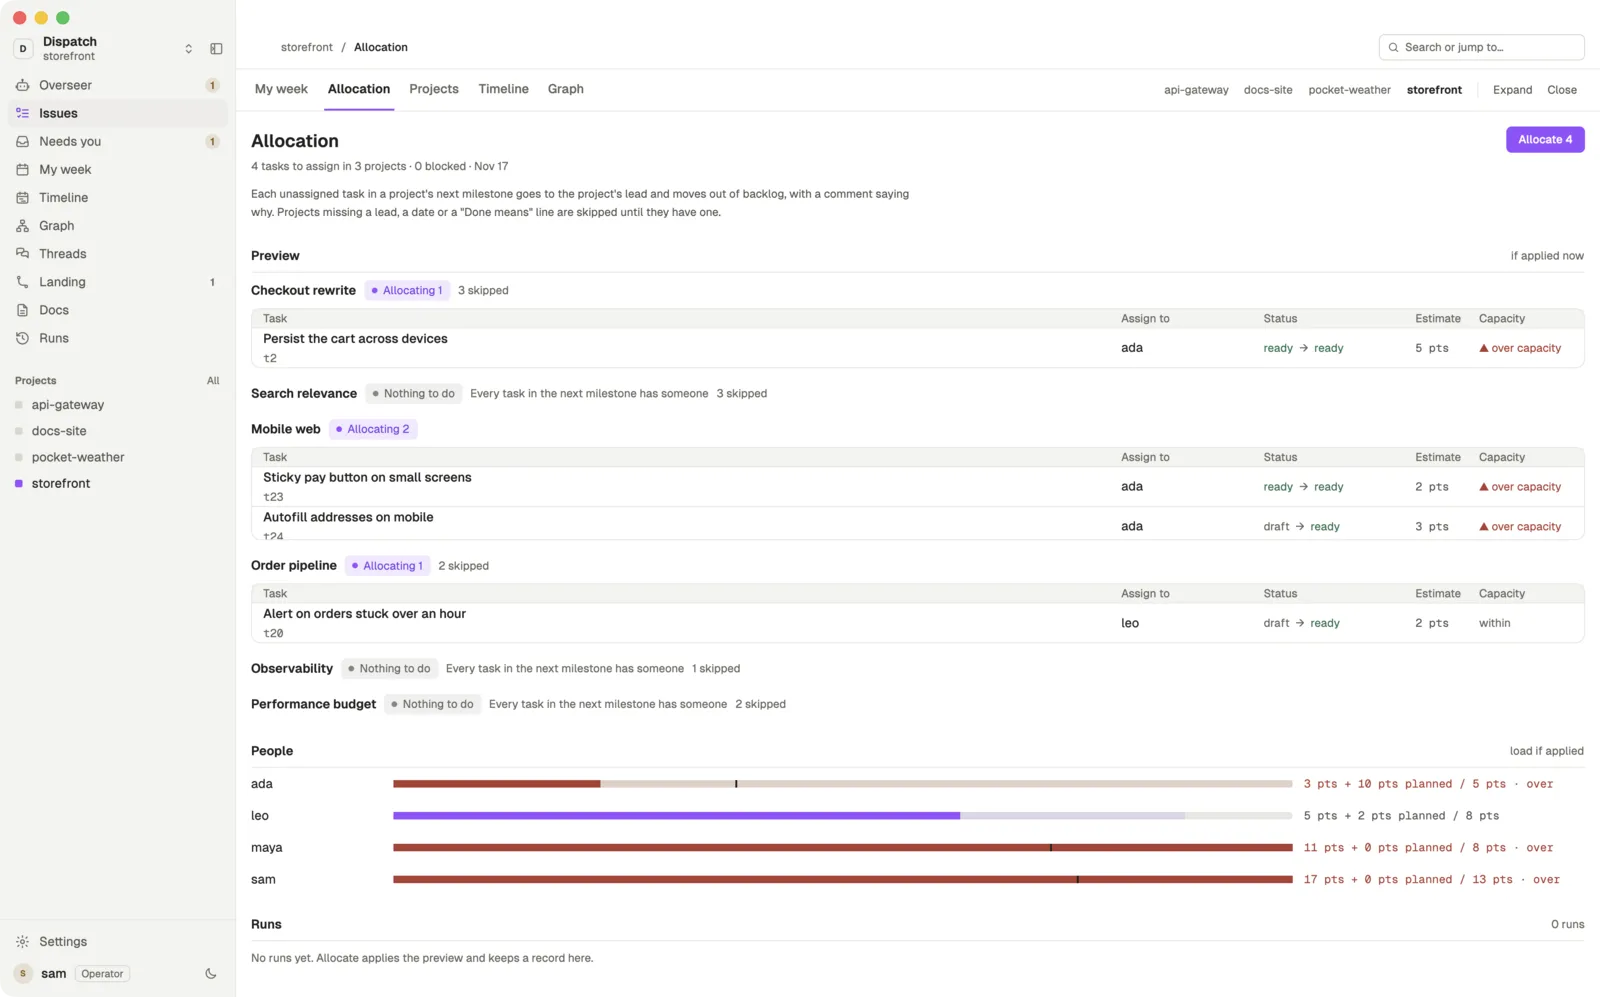 D
Dispatch
storefront
Overseer 1
Issues
Needs you 1
My week
Timeline
Graph
Threads
Landing 1
Docs
Runs
Projects All
api-gateway
docs-site
pocket-weather
storefront
Settings
S sam Operator
storefront / Allocation
Search or jump to…
My week Allocation Projects Timeline Graph
api-gateway docs-site pocket-weather storefront Expand Close
Allocation
Allocate 4
4 tasks to assign in 3 projects · 0 blocked · Nov 17
Each unassigned task in a project's next milestone goes to the project's lead and moves out of backlog, with a comment saying
why. Projects missing a lead, a date or a "Done means" line are skipped until they have one.
Preview if applied now
Checkout rewrite Allocating 1 3 skipped
Task Assign to Status Estimate Capacity
Persist the cart across devices
t2
ada ready → ready 5 pts ▲ over capacity
Search relevance Nothing to do Every task in the next milestone has someone 3 skipped
Mobile web Allocating 2
Task Assign to Status Estimate Capacity
Sticky pay button on small screens
t23
ada ready → ready 2 pts ▲ over capacity
Autofill addresses on mobile
t24
ada draft → ready 3 pts ▲ over capacity
Order pipeline Allocating 1 2 skipped
Task Assign to Status Estimate Capacity
Alert on orders stuck over an hour
t20
leo draft → ready 2 pts within
Observability Nothing to do Every task in the next milestone has someone 1 skipped
Performance budget Nothing to do Every task in the next milestone has someone 2 skipped
People load if applied
ada 3 pts + 10 pts planned / 5 pts · over
leo 5 pts + 2 pts planned / 8 pts
maya 11 pts + 0 pts planned / 8 pts · over
sam 17 pts + 0 pts planned / 13 pts · over
Runs 0 runs
No runs yet. Allocate applies the preview and keeps a record here.